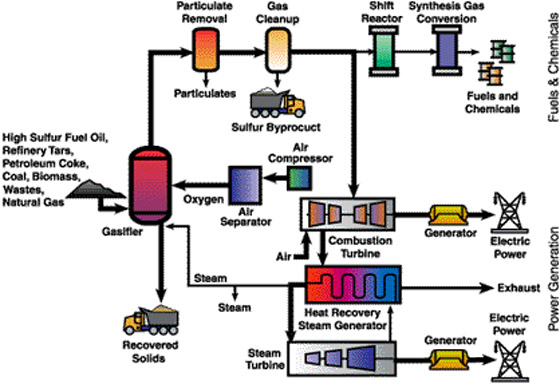 Particulate
Removal
Gas
Cleanup
Shift
Reactor
Synthesis Gas
Conversion
Fuels & Chemicals
Particulates
Sulfur Byprocuct
Fuels and
Chemicals
High Sulfur Fuel Oil,
Refinery Tars,
Petroleum Coke,
Coal, Biomass,
Wastes,
Natural Gas
Gasifier
Oxygen
Air
Separator
Air
Compressor
Air
Combustion
Turbine
Generator
Electric
Power
Power Generation
Steam
Steam
Heat Recovery
Steam Generator
Exhaust
Recovered
Solids
Steam
Turbine
Generator
Electric
Power